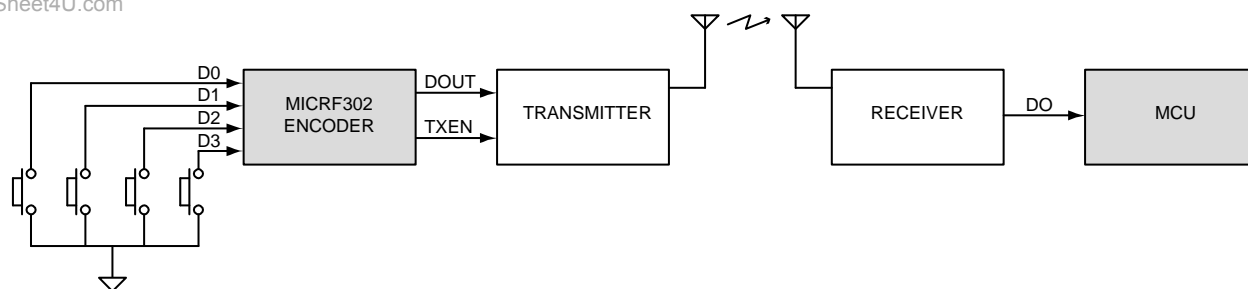 Sheet4U.com
D0
D1
D2
D3
MICRF302
ENCODER
DOUT
TXEN
TRANSMITTER
RECEIVER
DO
MCU